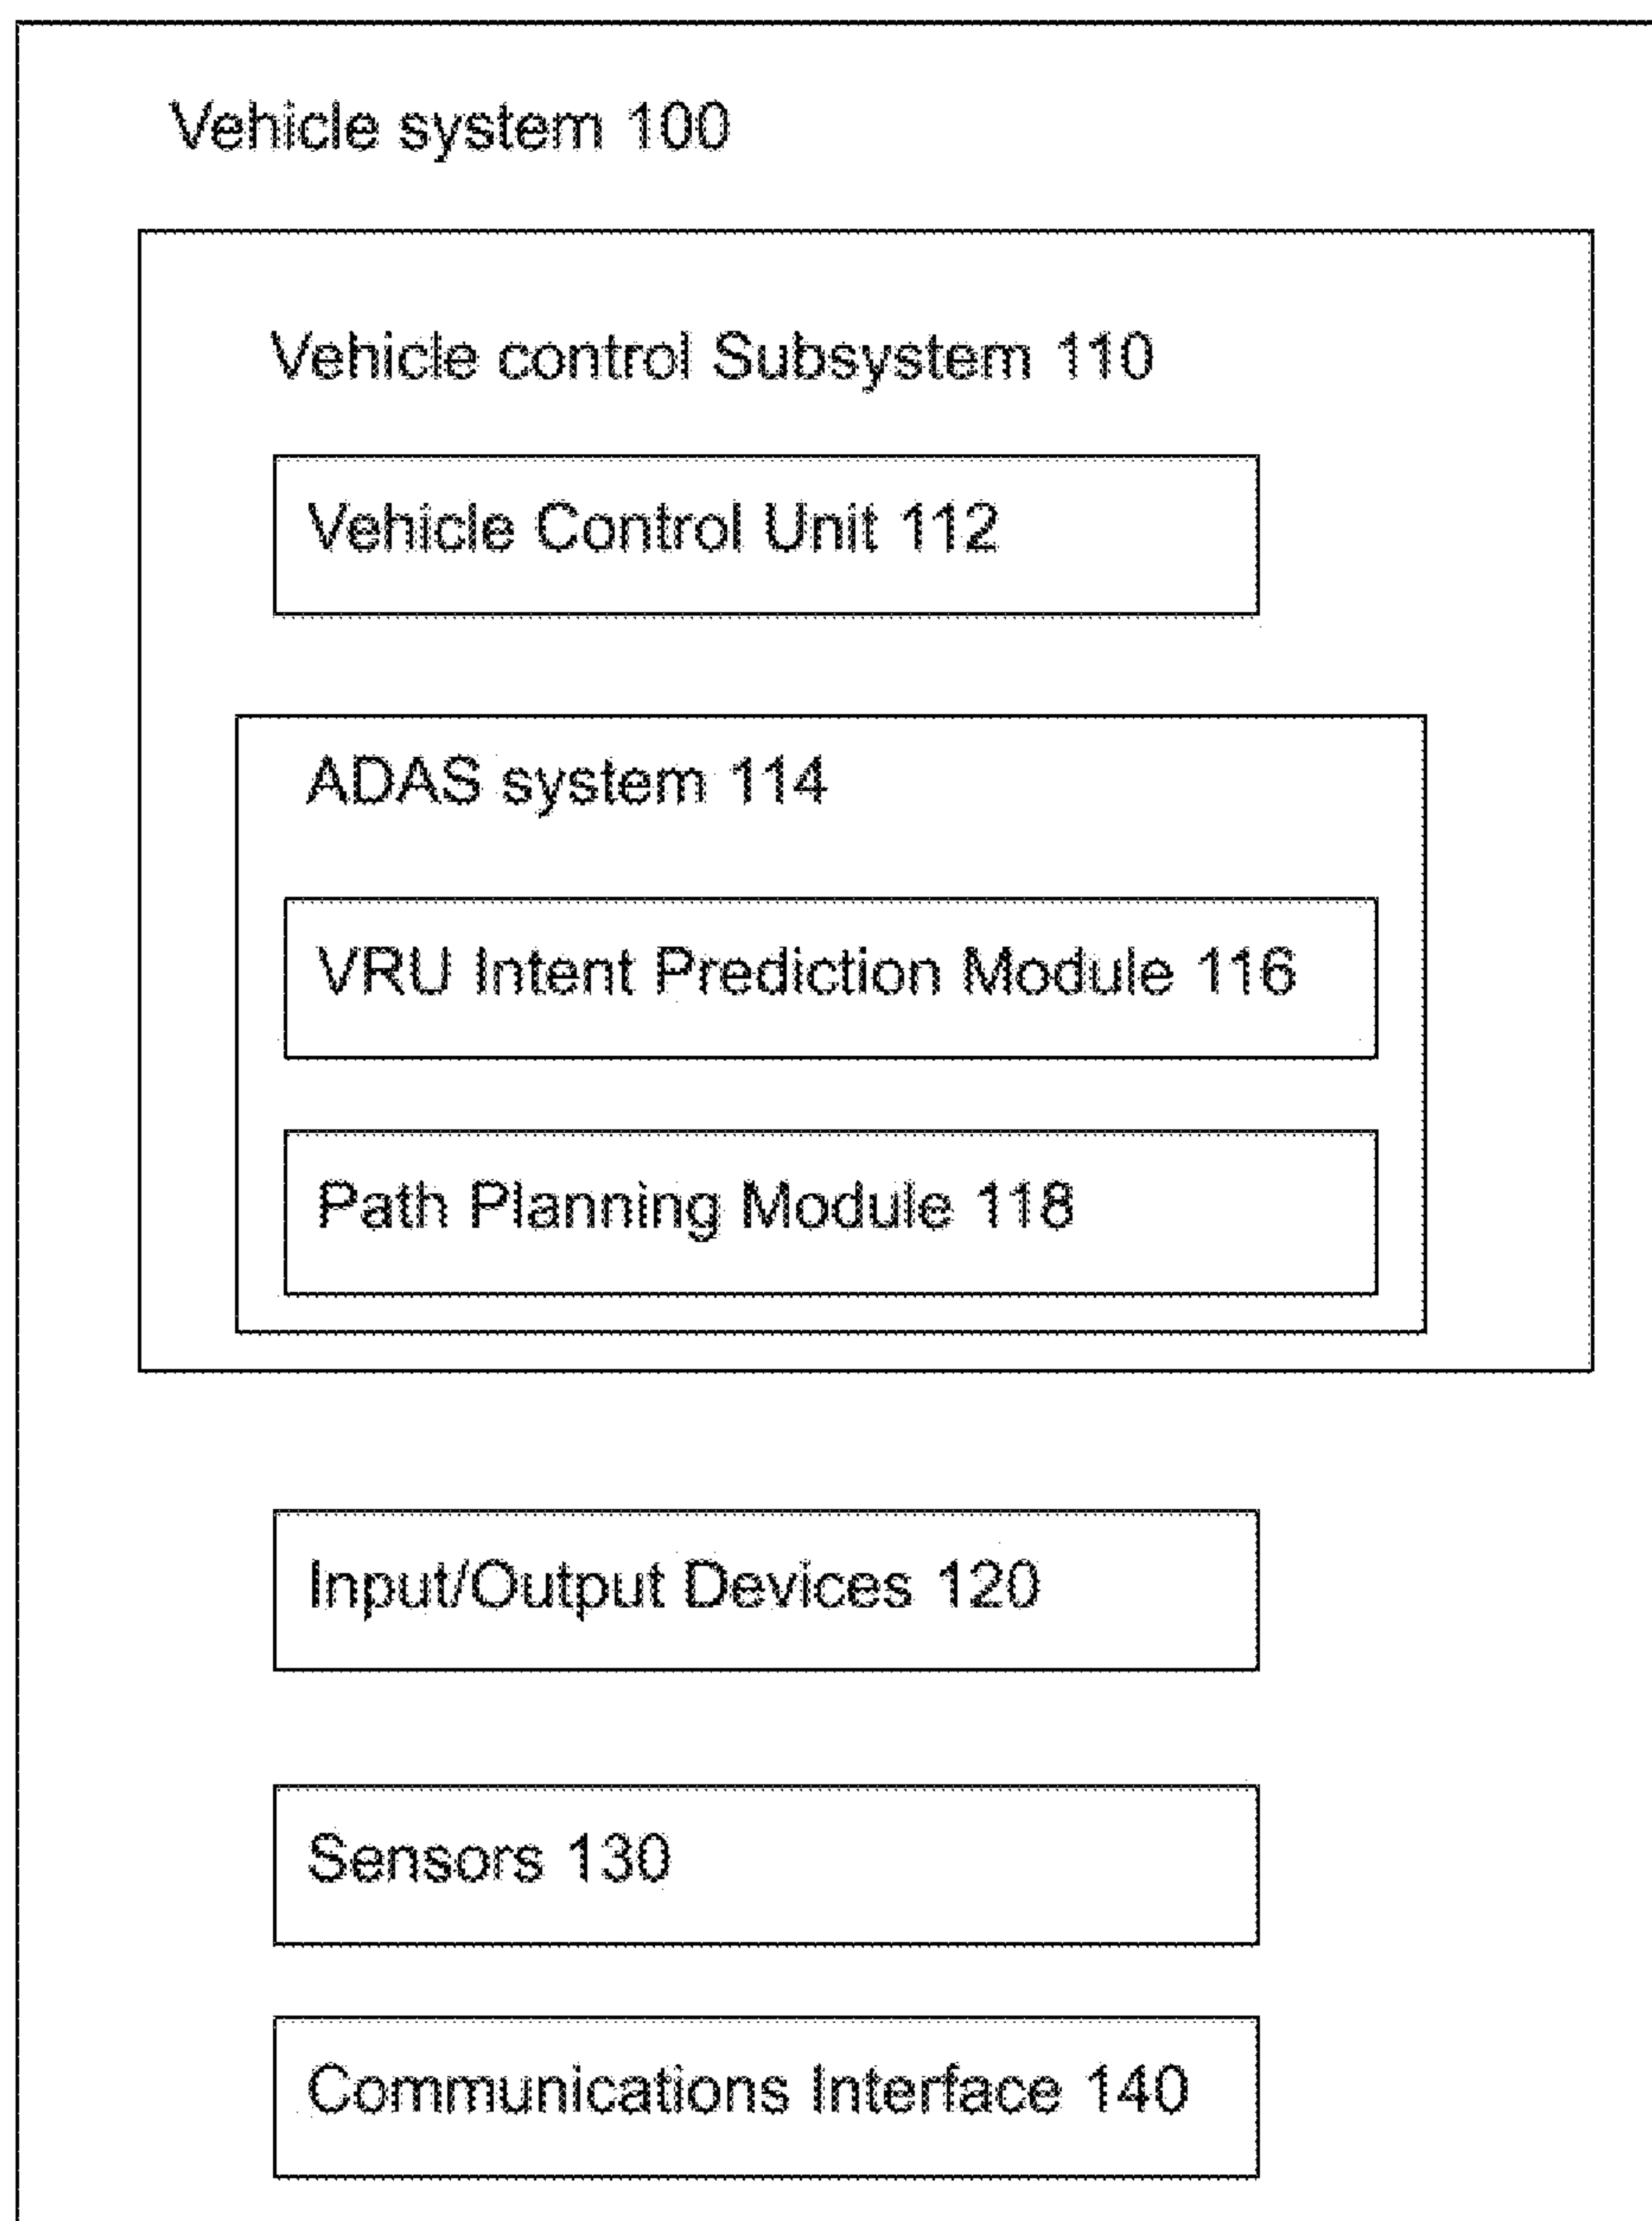 Vehicle system 100
Vehicle control Subsystem 110
Vehicle Control Unit 112
ADAS system 114
VRU Intent Prediction Module 116
Path Planning Module 118
Input/Output Devices 120
Sensors 130
Communications Interface 140